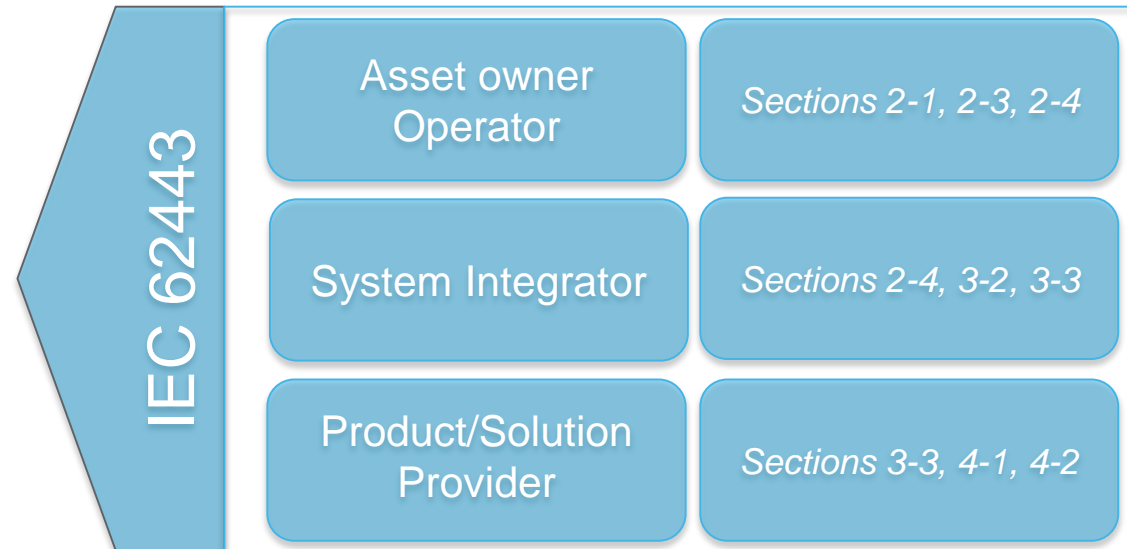 IEC 62443
Asset owner
Operator
Sections 2-1, 2-3, 2-4
System Integrator
Sections 2-4, 3-2, 3-3
Product/Solution
Provider
Sections 3-3, 4-1, 4-2